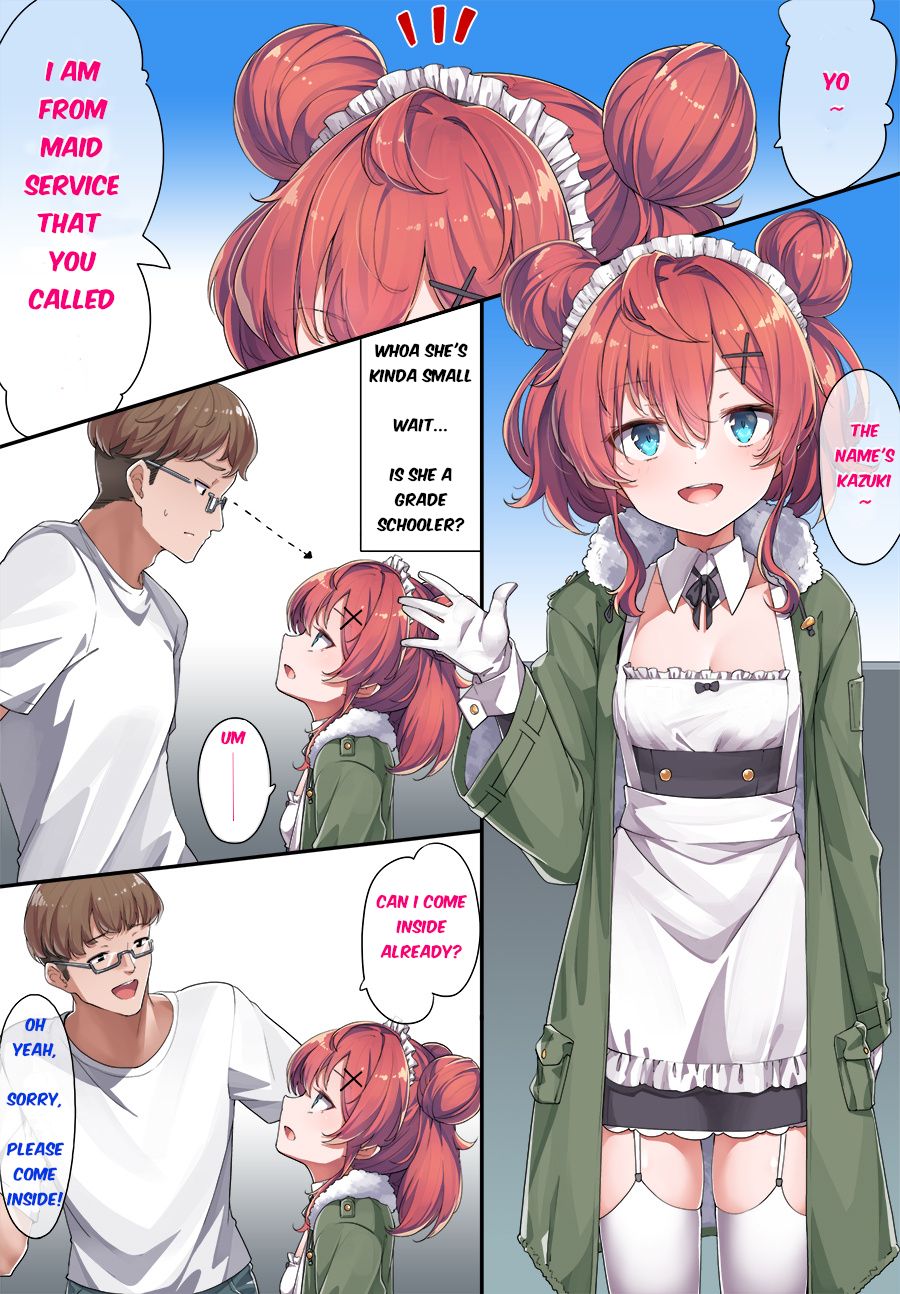 YO
~
I AM
FROM
MAID
SERVICE
THAT
YOU
CALLED
THE
NAME'S
KAZUKI
~
WHOA SHE'S
KINDA SMALL
WAIT...
IS SHE A
GRADE
SCHOOLER?
UM
CAN I COME
INSIDE
ALREADY?
OH
YEAH,
SORRY,
PLEASE
COME
INSIDE!